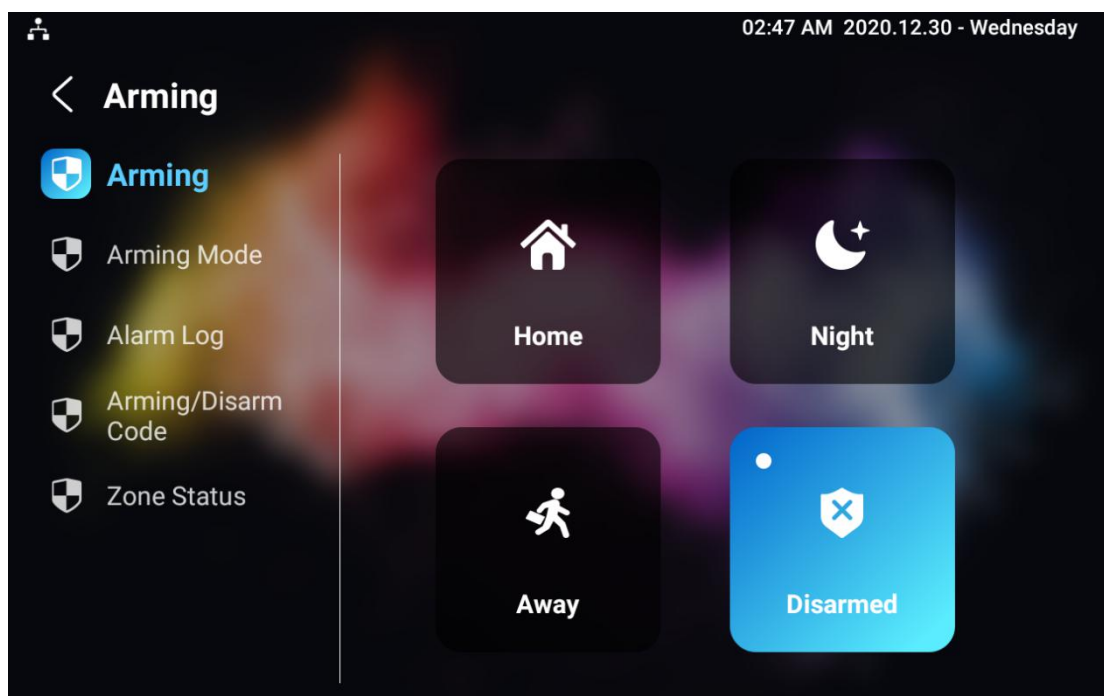 02:47 AM 2020.12.30 - Wednesday
Arming
Arming
Arming Mode
Alarm Log
Arming/Disarm
Code
Zone Status
Home
Night
Away
Disarmed